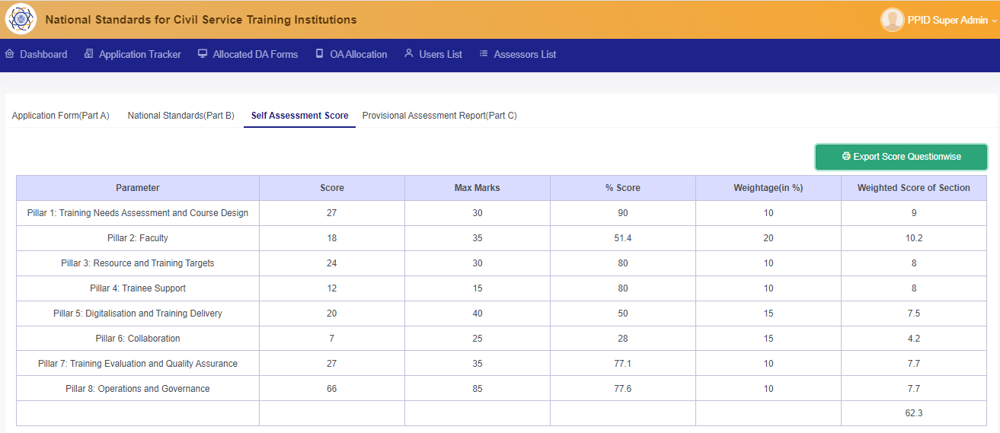 National Standards for Civil Service Training Institutions
PPID Super Admin
Dashboard Application Tracker Allocated DA Forms OA Allocation Users List Assessors List
Application Form(Part A) National Standards(Part B) Self Assessment Score Provisional Assessment Report(Part C)
Export Score Questionwise
Parameter Score Max Marks % Score Weightage(in %) Weighted Score of Section
Pillar 1: Training Needs Assessment and Course Design 27 30 90 10 9
Pillar 2: Faculty 18 35 51.4 20 10.2
Pillar 3: Resource and Training Targets 24 30 80 10 8
Pillar 4: Trainee Support 12 15 80 10 8
Pillar 5: Digitalisation and Training Delivery 20 40 50 15 7.5
Pillar 6: Collaboration 7 25 28 15 4.2
Pillar 7: Training Evaluation and Quality Assurance 27 35 77.1 10 7.7
Pillar 8: Operations and Governance 66 85 77.6 10 7.7
62.3